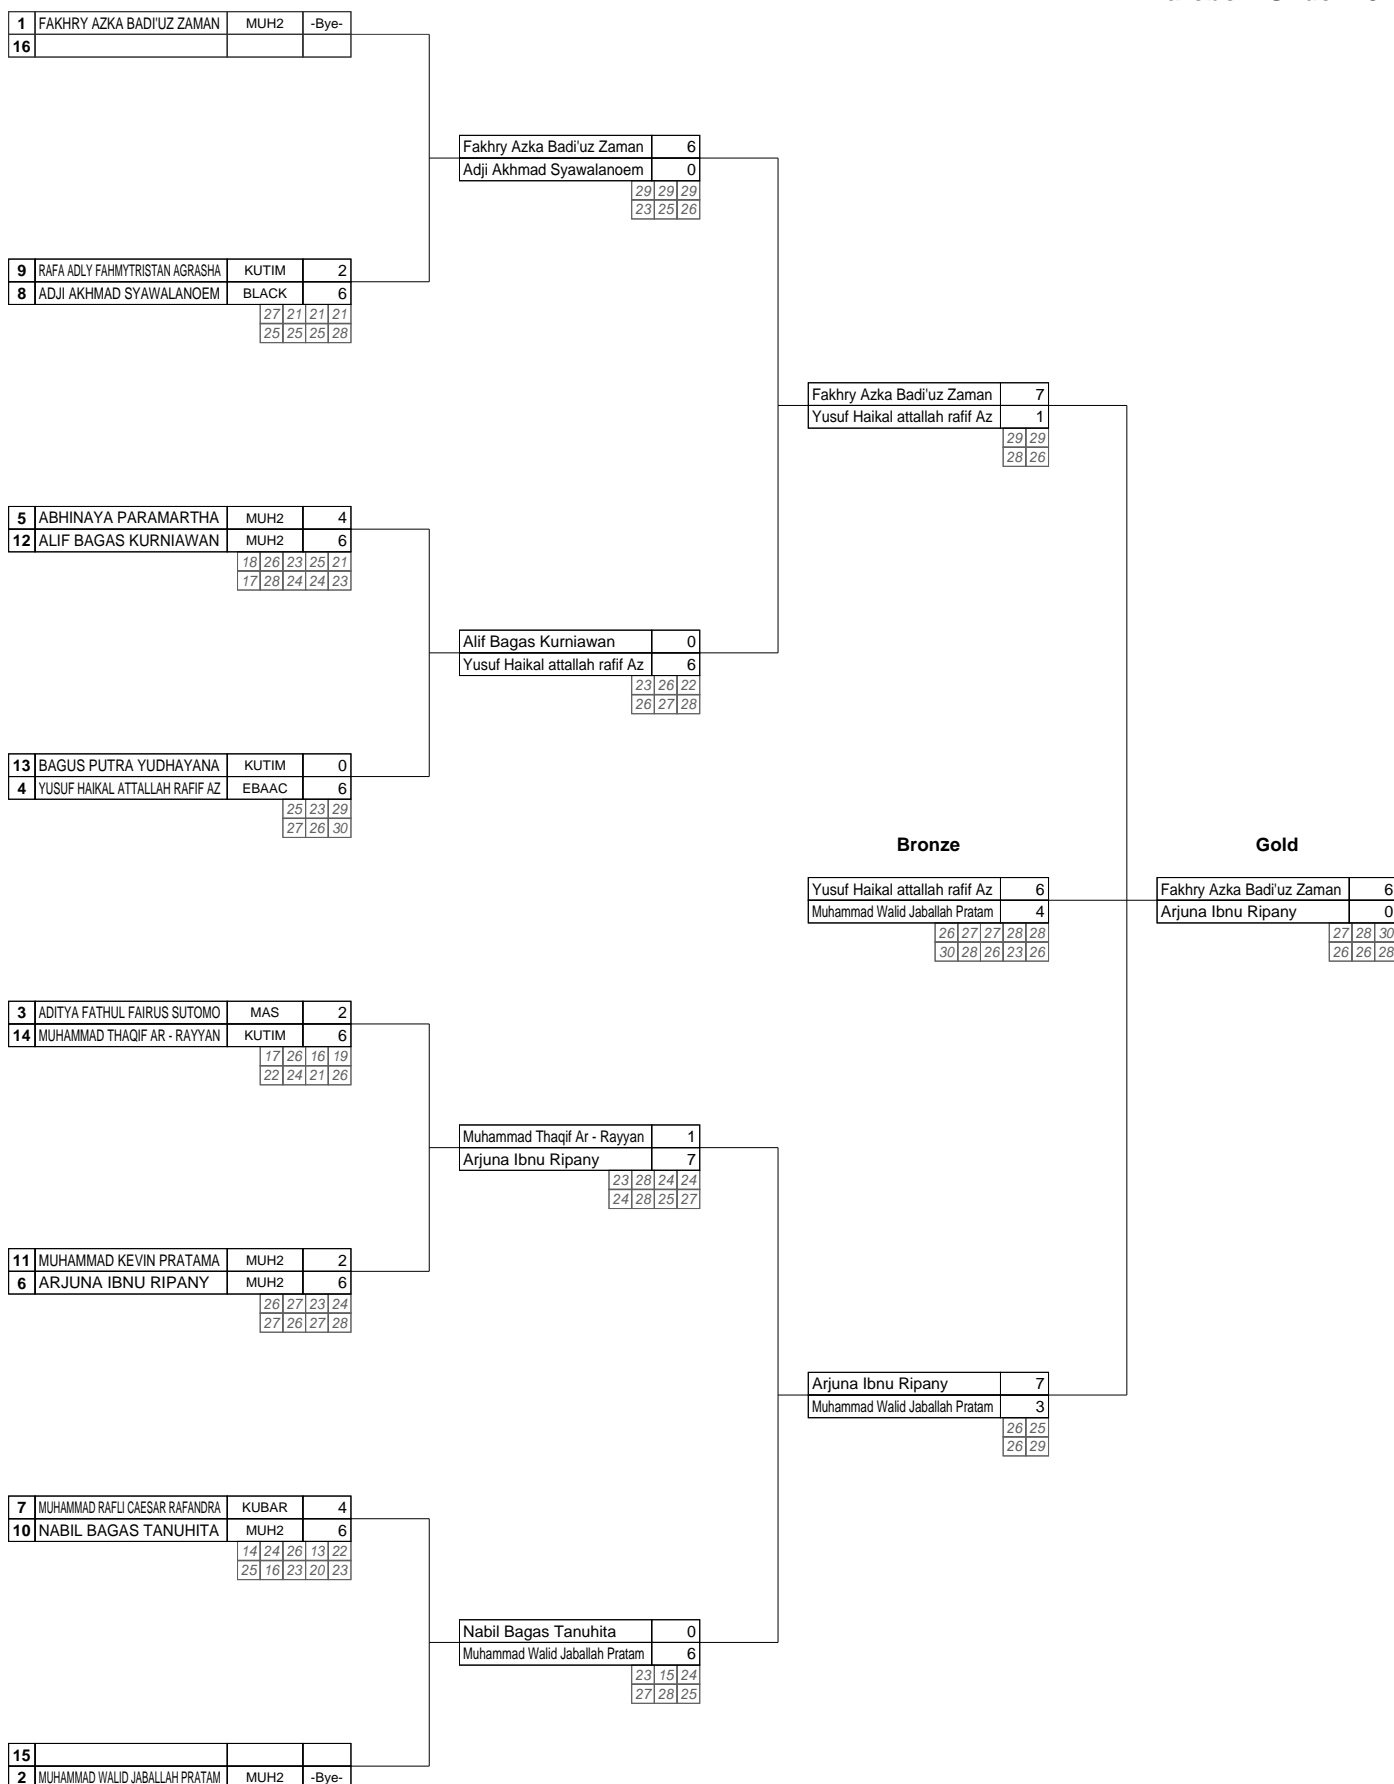 1 FAKHRY AZKA BADI'UZ ZAMAN MUH2 -Bye-
16
Fakhry Azka Badi'uz Zaman 6
Adji Akhmad Syawalanoem 0
29 29 29
23 25 26
9 RAFA ADLY FAHMYTRISTAN AGRASHA KUTIM 2
8 ADJI AKHMAD SYAWALANOEM BLACK 6
27 21 21 21
25 25 25 28
Fakhry Azka Badi'uz Zaman 7
Yusuf Haikal attallah rafif Az 1
29 29
28 26
5 ABHINAYA PARAMARTHA MUH2 4
12 ALIF BAGAS KURNIAWAN MUH2 6
18 26 23 25 21
17 28 24 24 23
Alif Bagas Kurniawan 0
Yusuf Haikal attallah rafif Az 6
23 26 22
26 27 28
13 BAGUS PUTRA YUDHAYANA KUTIM 0
4 YUSUF HAIKAL ATTALLAH RAFIF AZ EBAAC 6
25 23 29
27 26 30
Bronze Gold
Yusuf Haikal attallah rafif Az 6 Fakhry Azka Badi'uz Zaman 6
Muhammad Walid Jaballah Pratam 4 Arjuna Ibnu Ripany 0
26 27 27 28 28 27 28 30
30 28 26 23 26 26 26 28
3 ADITYA FATHUL FAIRUS SUTOMO MAS 2
14 MUHAMMAD THAQIF AR - RAYYAN KUTIM 6
17 26 16 19
22 24 21 26
Muhammad Thaqif Ar - Rayyan 1
Arjuna Ibnu Ripany 7
23 28 24 24
24 28 25 27
11 MUHAMMAD KEVIN PRATAMA MUH2 2
6 ARJUNA IBNU RIPANY MUH2 6
26 27 23 24
27 26 27 28
Arjuna Ibnu Ripany 7
Muhammad Walid Jaballah Pratam 3
26 25
26 29
7 MUHAMMAD RAFLI CAESAR RAFANDRA KUBAR 4
10 NABIL BAGAS TANUHITA MUH2 6
14 24 26 13 22
25 16 23 20 23
Nabil Bagas Tanuhita 0
Muhammad Walid Jaballah Pratam 6
23 15 24
27 28 25
15
2 MUHAMMAD WALID JABALLAH PRATAM MUH2 -Bye-